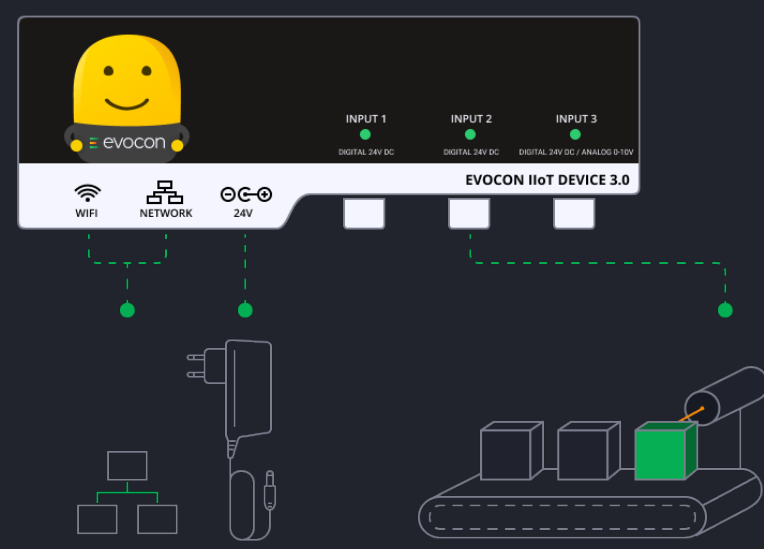 INPUT 1
INPUT 2
INPUT 3
evocon
DIGITAL 24V DC
DIGITAL 24V DC
DIGITAL 24V DC / ANALOG 0-10V
EVOCON IIoT DEVICE 3.0
WIFI
NETWORK
24V